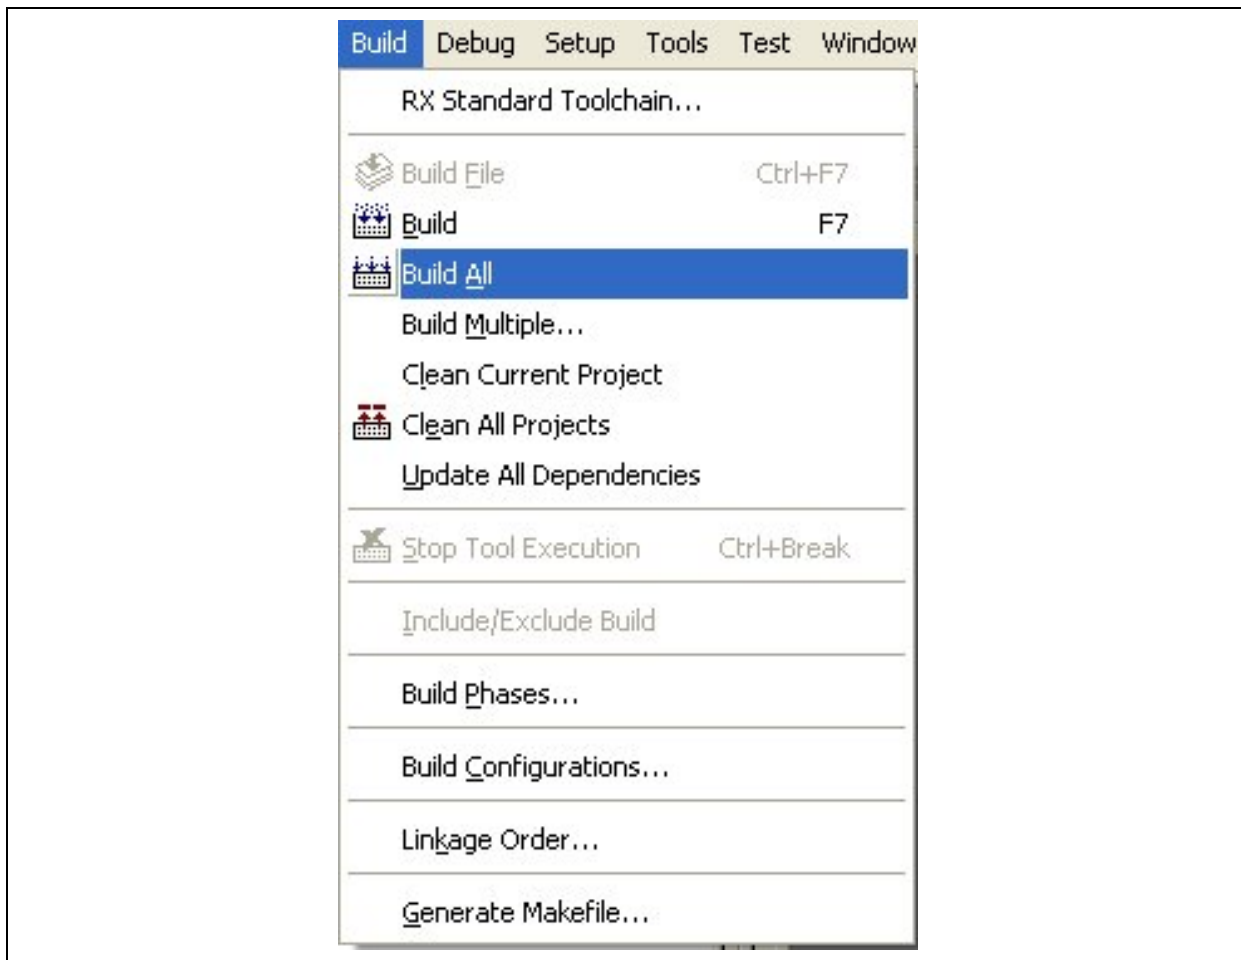 Build Debug Setup Tools Test Window
RX Standard Toolchain...
Build File Ctrl+F7
Build F7
Build All
Build Multiple...
Clean Current Project
Clean All Projects
Update All Dependencies
Stop Tool Execution Ctrl+Break
Include/Exclude Build
Build Phases...
Build Configurations...
Linkage Order...
Generate Makefile...